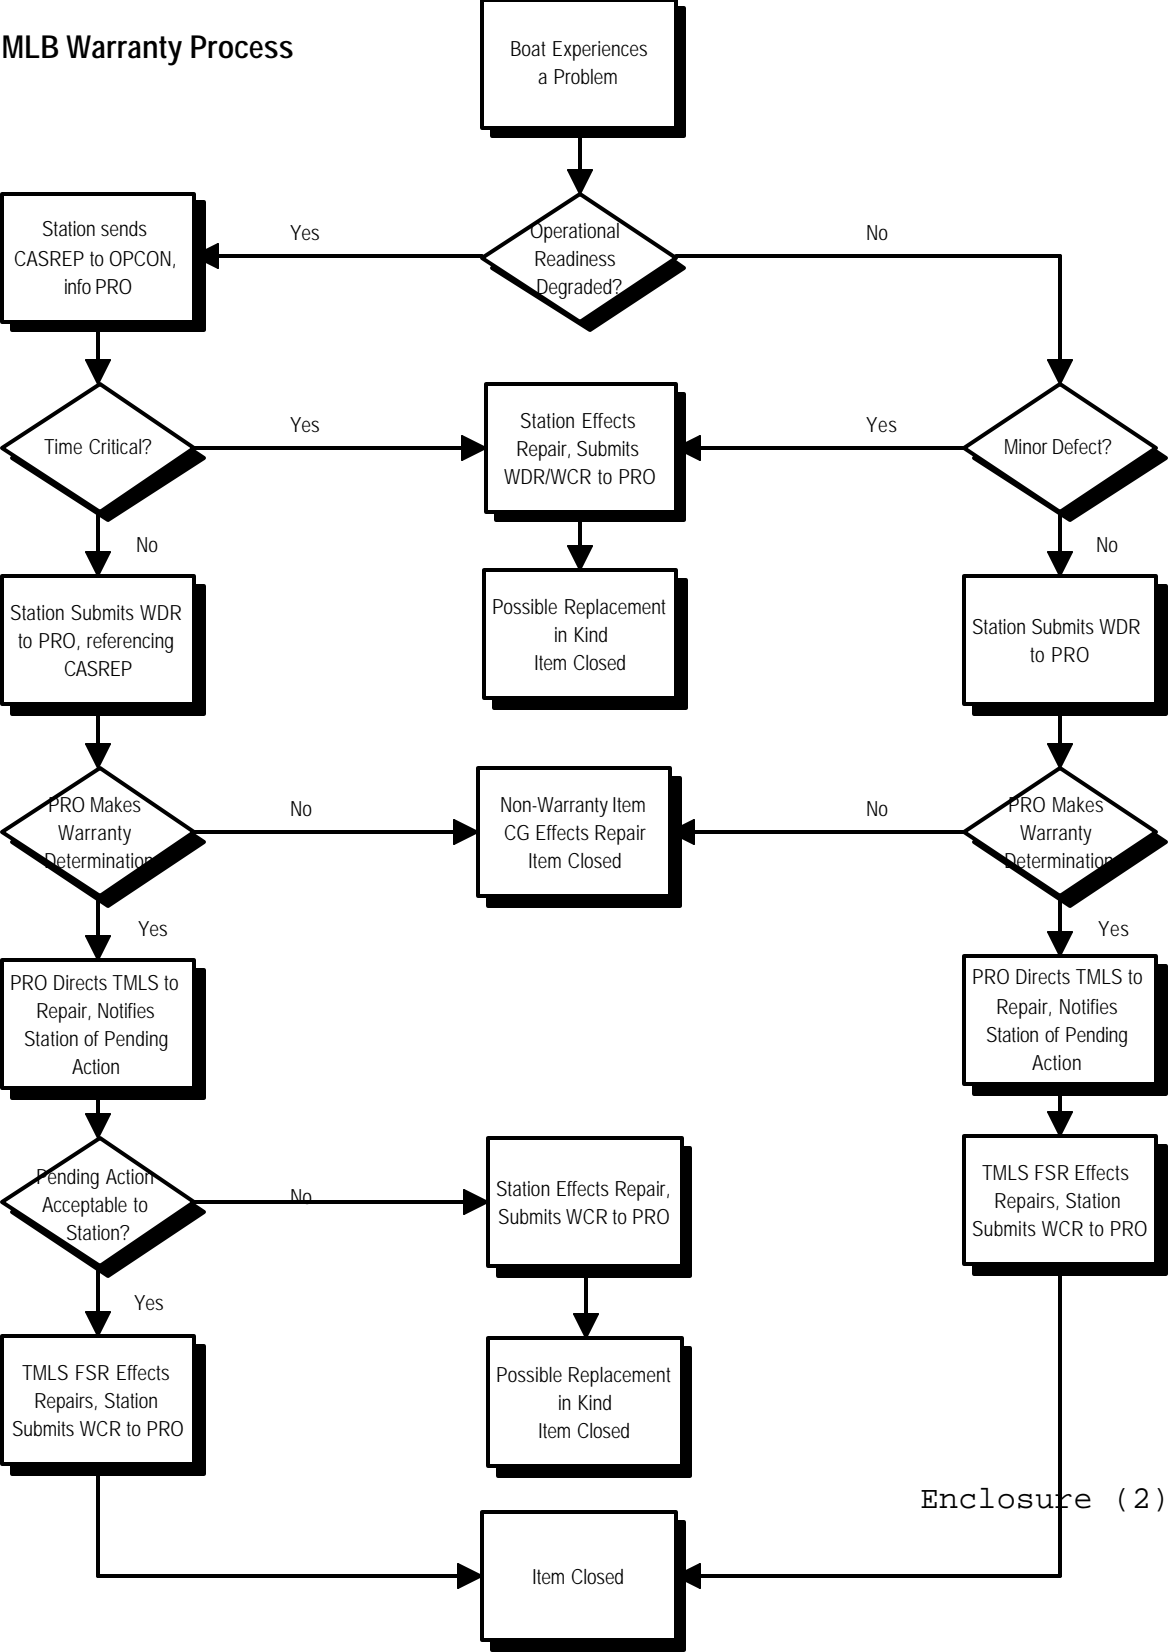 MLB Warranty Process
Boat Experiences
a Problem
Operational
Readiness
Degraded?
Yes
No
Station sends
CASREP to OPCON,
info PRO
Time Critical?
Yes
No
Station Effects
Repair, Submits
WDR/WCR to PRO
Yes
Minor Defect?
No
Possible Replacement
in Kind
Item Closed
Station Submits WDR
to PRO, referencing
CASREP
Station Submits WDR
to PRO
PRO Makes
Warranty
Determination
No
Yes
Non-Warranty Item
CG Effects Repair
Item Closed
No
PRO Makes
Warranty
Determination
Yes
PRO Directs TMLS to
Repair, Notifies
Station of Pending
Action
PRO Directs TMLS to
Repair, Notifies
Station of Pending
Action
Pending Action
Acceptable to
Station?
No
Yes
Station Effects Repair,
Submits WCR to PRO
TMLS FSR Effects
Repairs, Station
Submits WCR to PRO
TMLS FSR Effects
Repairs, Station
Submits WCR to PRO
Possible Replacement
in Kind
Item Closed
Enclosure (2)
Item Closed